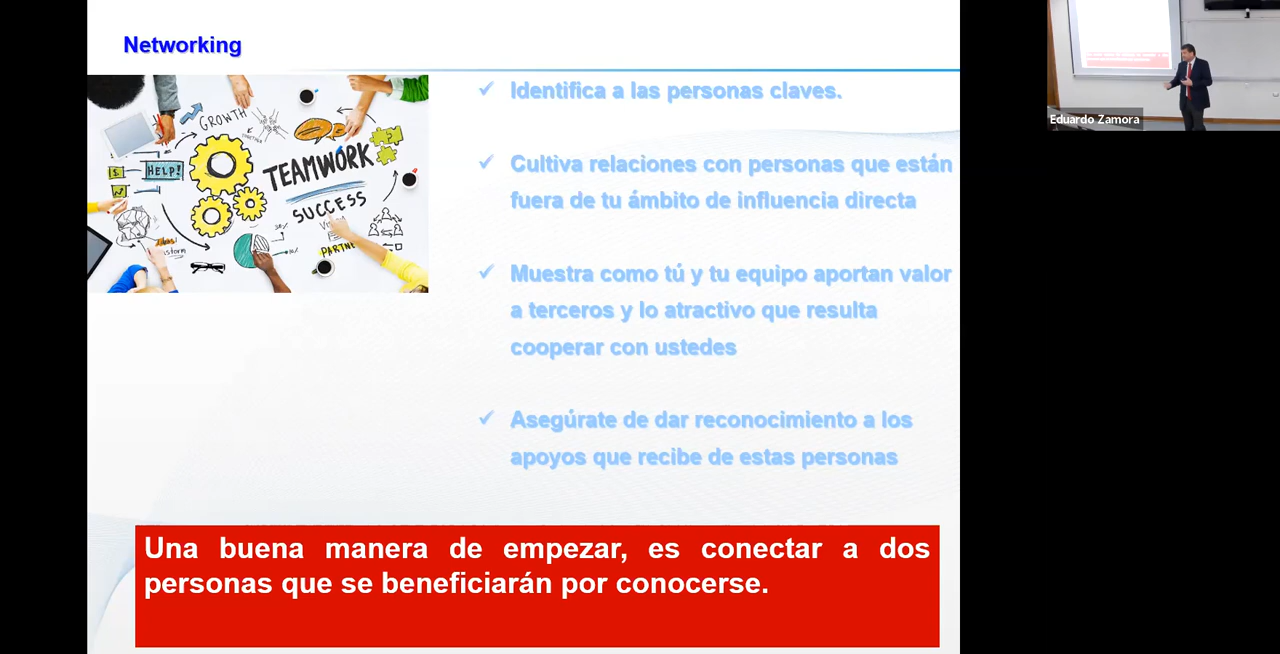 Networking
Identifica a las personas claves.
Cultiva relaciones con personas que están
fuera de tu ámbito de influencia directa
Muestra como tú y tu equipo aportan valor
a terceros y lo atractivo que resulta
cooperar con ustedes
Asegúrate de dar reconocimiento a los
apoyos que recibe de estas personas
Una buena manera de empezar, es conectar a dos
personas que se beneficiarán por conocerse.
GROWTH
TEAMWORK
HELP!
SUCCESS
PARTNE
Eduardo Zamora